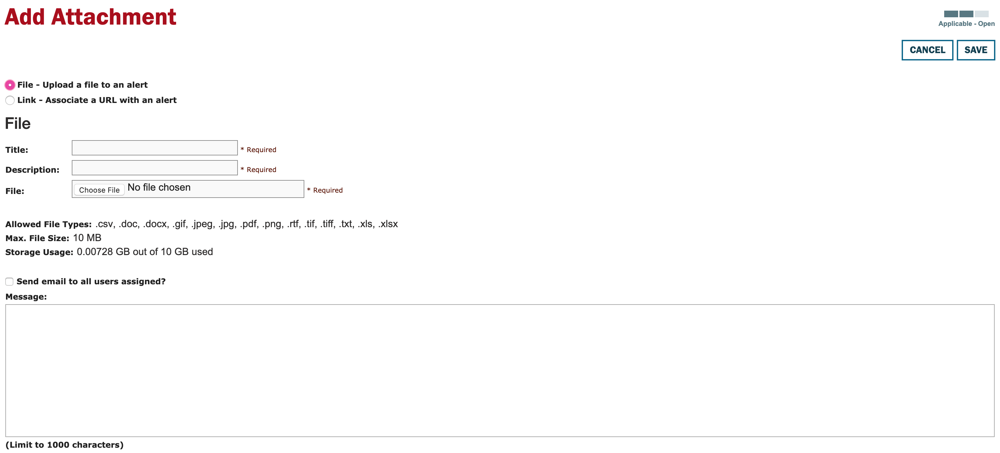 Add Attachment
Applicable - Open
CANCEL SAVE
File - Upload a file to an alert
Link - Associate a URL with an alert
File
Title: * Required
Description: * Required
File: Choose File No file chosen * Required
Allowed File Types: .csv, .doc, .docx, .gif, .jpeg, .jpg, .pdf, .png, .rtf, .tif, .tiff, .txt, .xls, .xlsx
Max. File Size: 10 MB
Storage Usage: 0.00728 GB out of 10 GB used
Send email to all users assigned?
Message:
(Limit to 1000 characters)